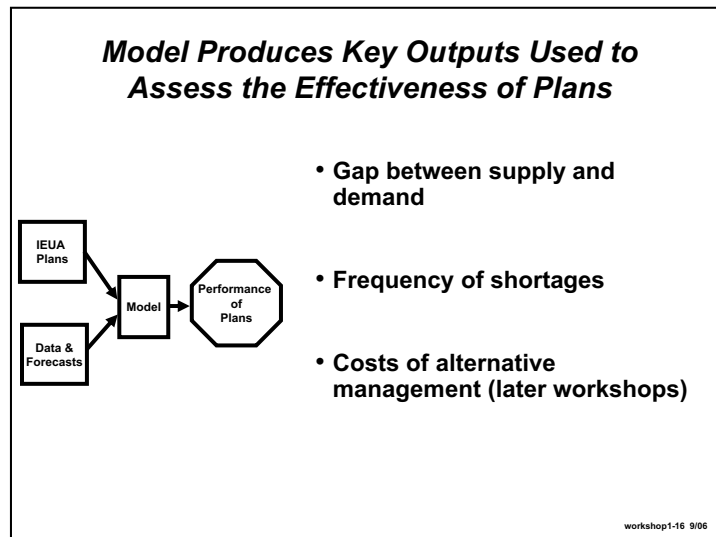 Model Produces Key Outputs Used to
Assess the Effectiveness of Plans
IEUA
Plans
Data &
Forecasts
Model
Performance
of
Plans
• Gap between supply and
demand
• Frequency of shortages
• Costs of alternative
management (later workshops)
workshop1-16 9/06